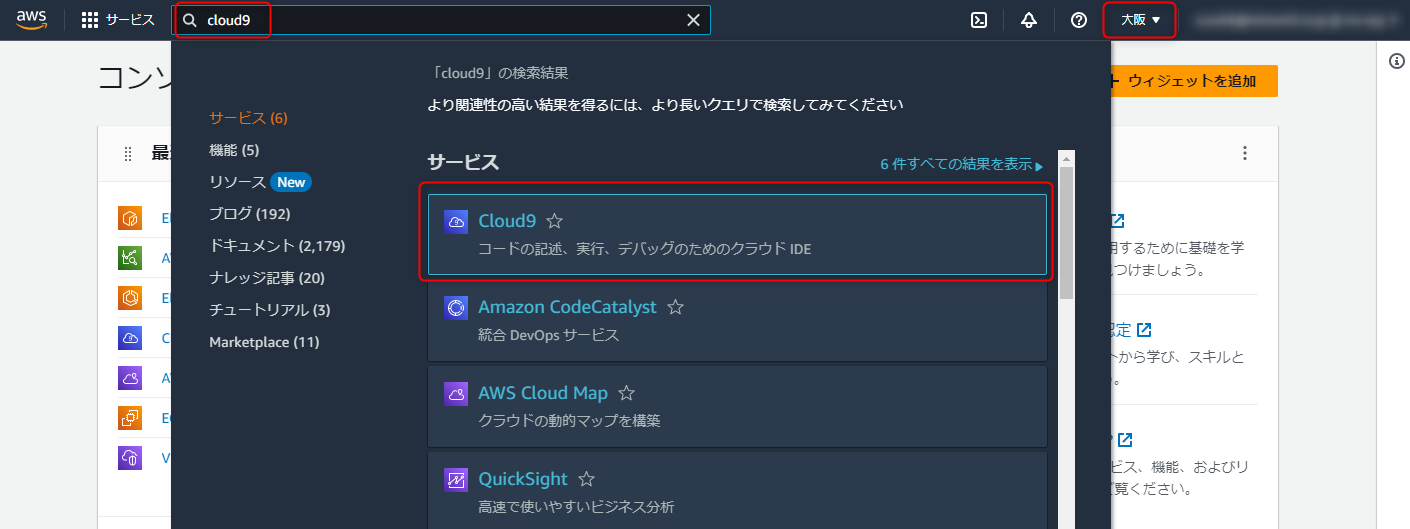 aws
サービス
cloud9
大阪
コンソ
ウィジェットを追加
「cloud9」の検索結果
より関連性の高い結果を得るには、より長いクエリで検索してみてください
サービス (6)
機能 (5)
リソース New
ブログ (192)
ドキュメント (2,179)
ナレッジ記事 (20)
チュートリアル (3)
Marketplace (11)
サービス
6 件すべての結果を表示
Cloud9
コードの記述、実行、デバッグのためのクラウド IDE
Amazon CodeCatalyst
統合 DevOps サービス
AWS Cloud Map
クラウドの動的マップを構築
QuickSight
高速で使いやすいビジネス分析
最
El
A
El
C
A
E
V
用するために基礎を学
つけましょう。
認定
から学び、スキルと
。
ビス、機能、およびリ
ご覧ください。